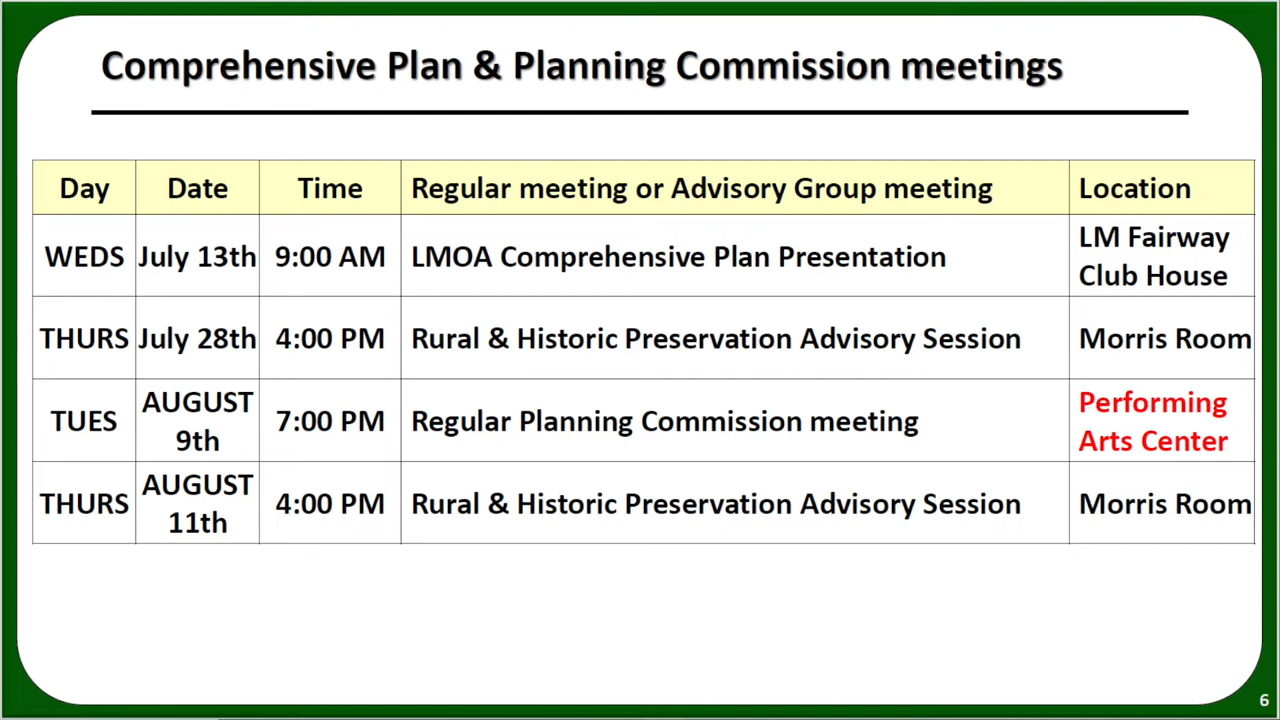 Comprehensive Plan & Planning Commission meetings
Day Date Time Regular meeting or Advisory Group meeting Location
WEDS July 13th 9:00 AM LMOA Comprehensive Plan Presentation LM Fairway
Club House
THURS July 28th 4:00 PM Rural & Historic Preservation Advisory Session Morris Room
TUES AUGUST
9th 7:00 PM Regular Planning Commission meeting Performing
Arts Center
THURS AUGUST
11th 4:00 PM Rural & Historic Preservation Advisory Session Morris Room
6